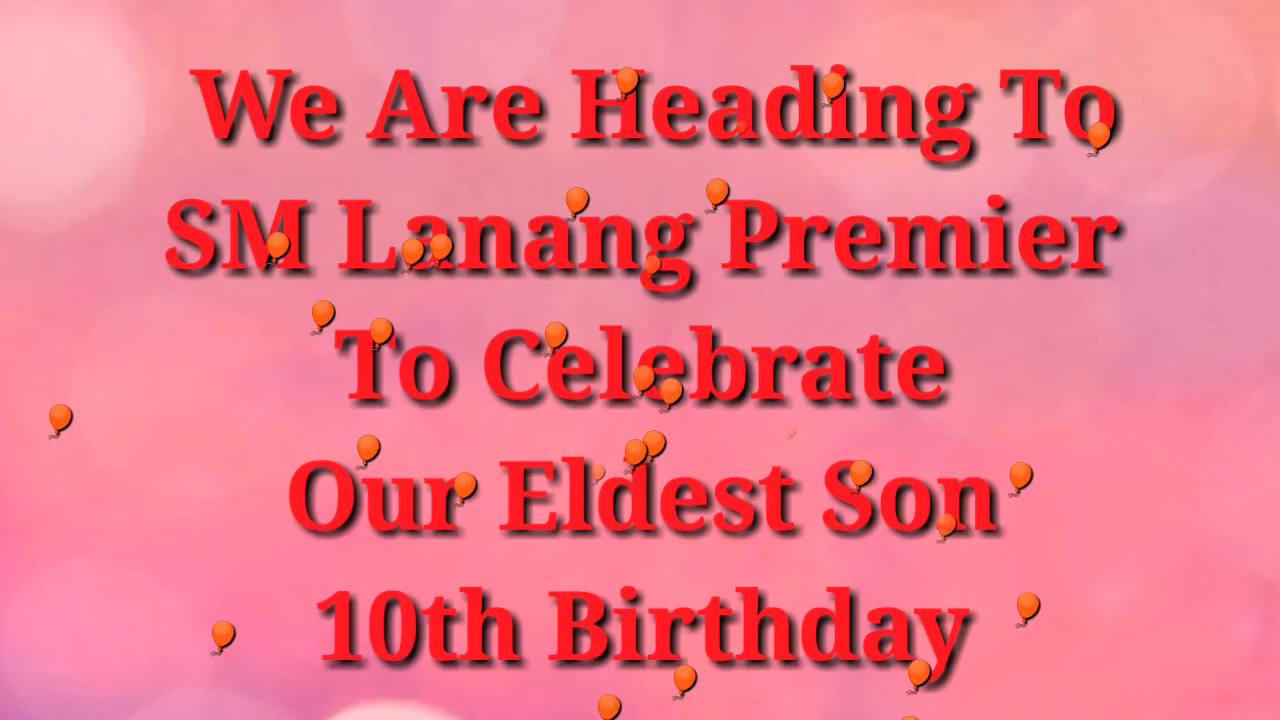 We Are Heading To
SM Lanang Premier
To Celebrate
Our Eldest Son
10th Birthday